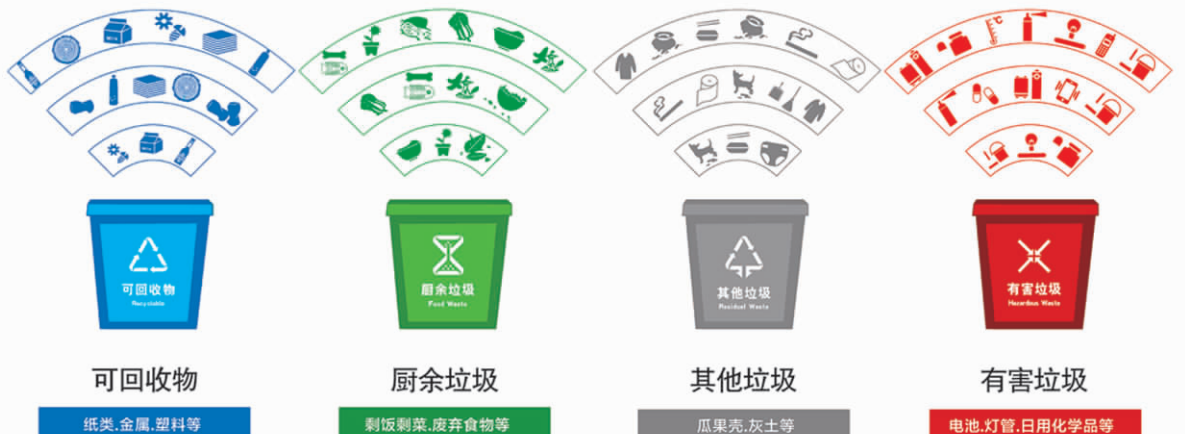 可回收物
Recyclable
厨余垃圾
Food Waste
其他垃圾
Residual Waste
有害垃圾
Hazardous Waste
可回收物
厨余垃圾
其他垃圾
有害垃圾
纸类.金属.塑料等
剩饭剩菜.废弃食物等
瓜果壳.灰土等
电池.灯管.日用化学品等